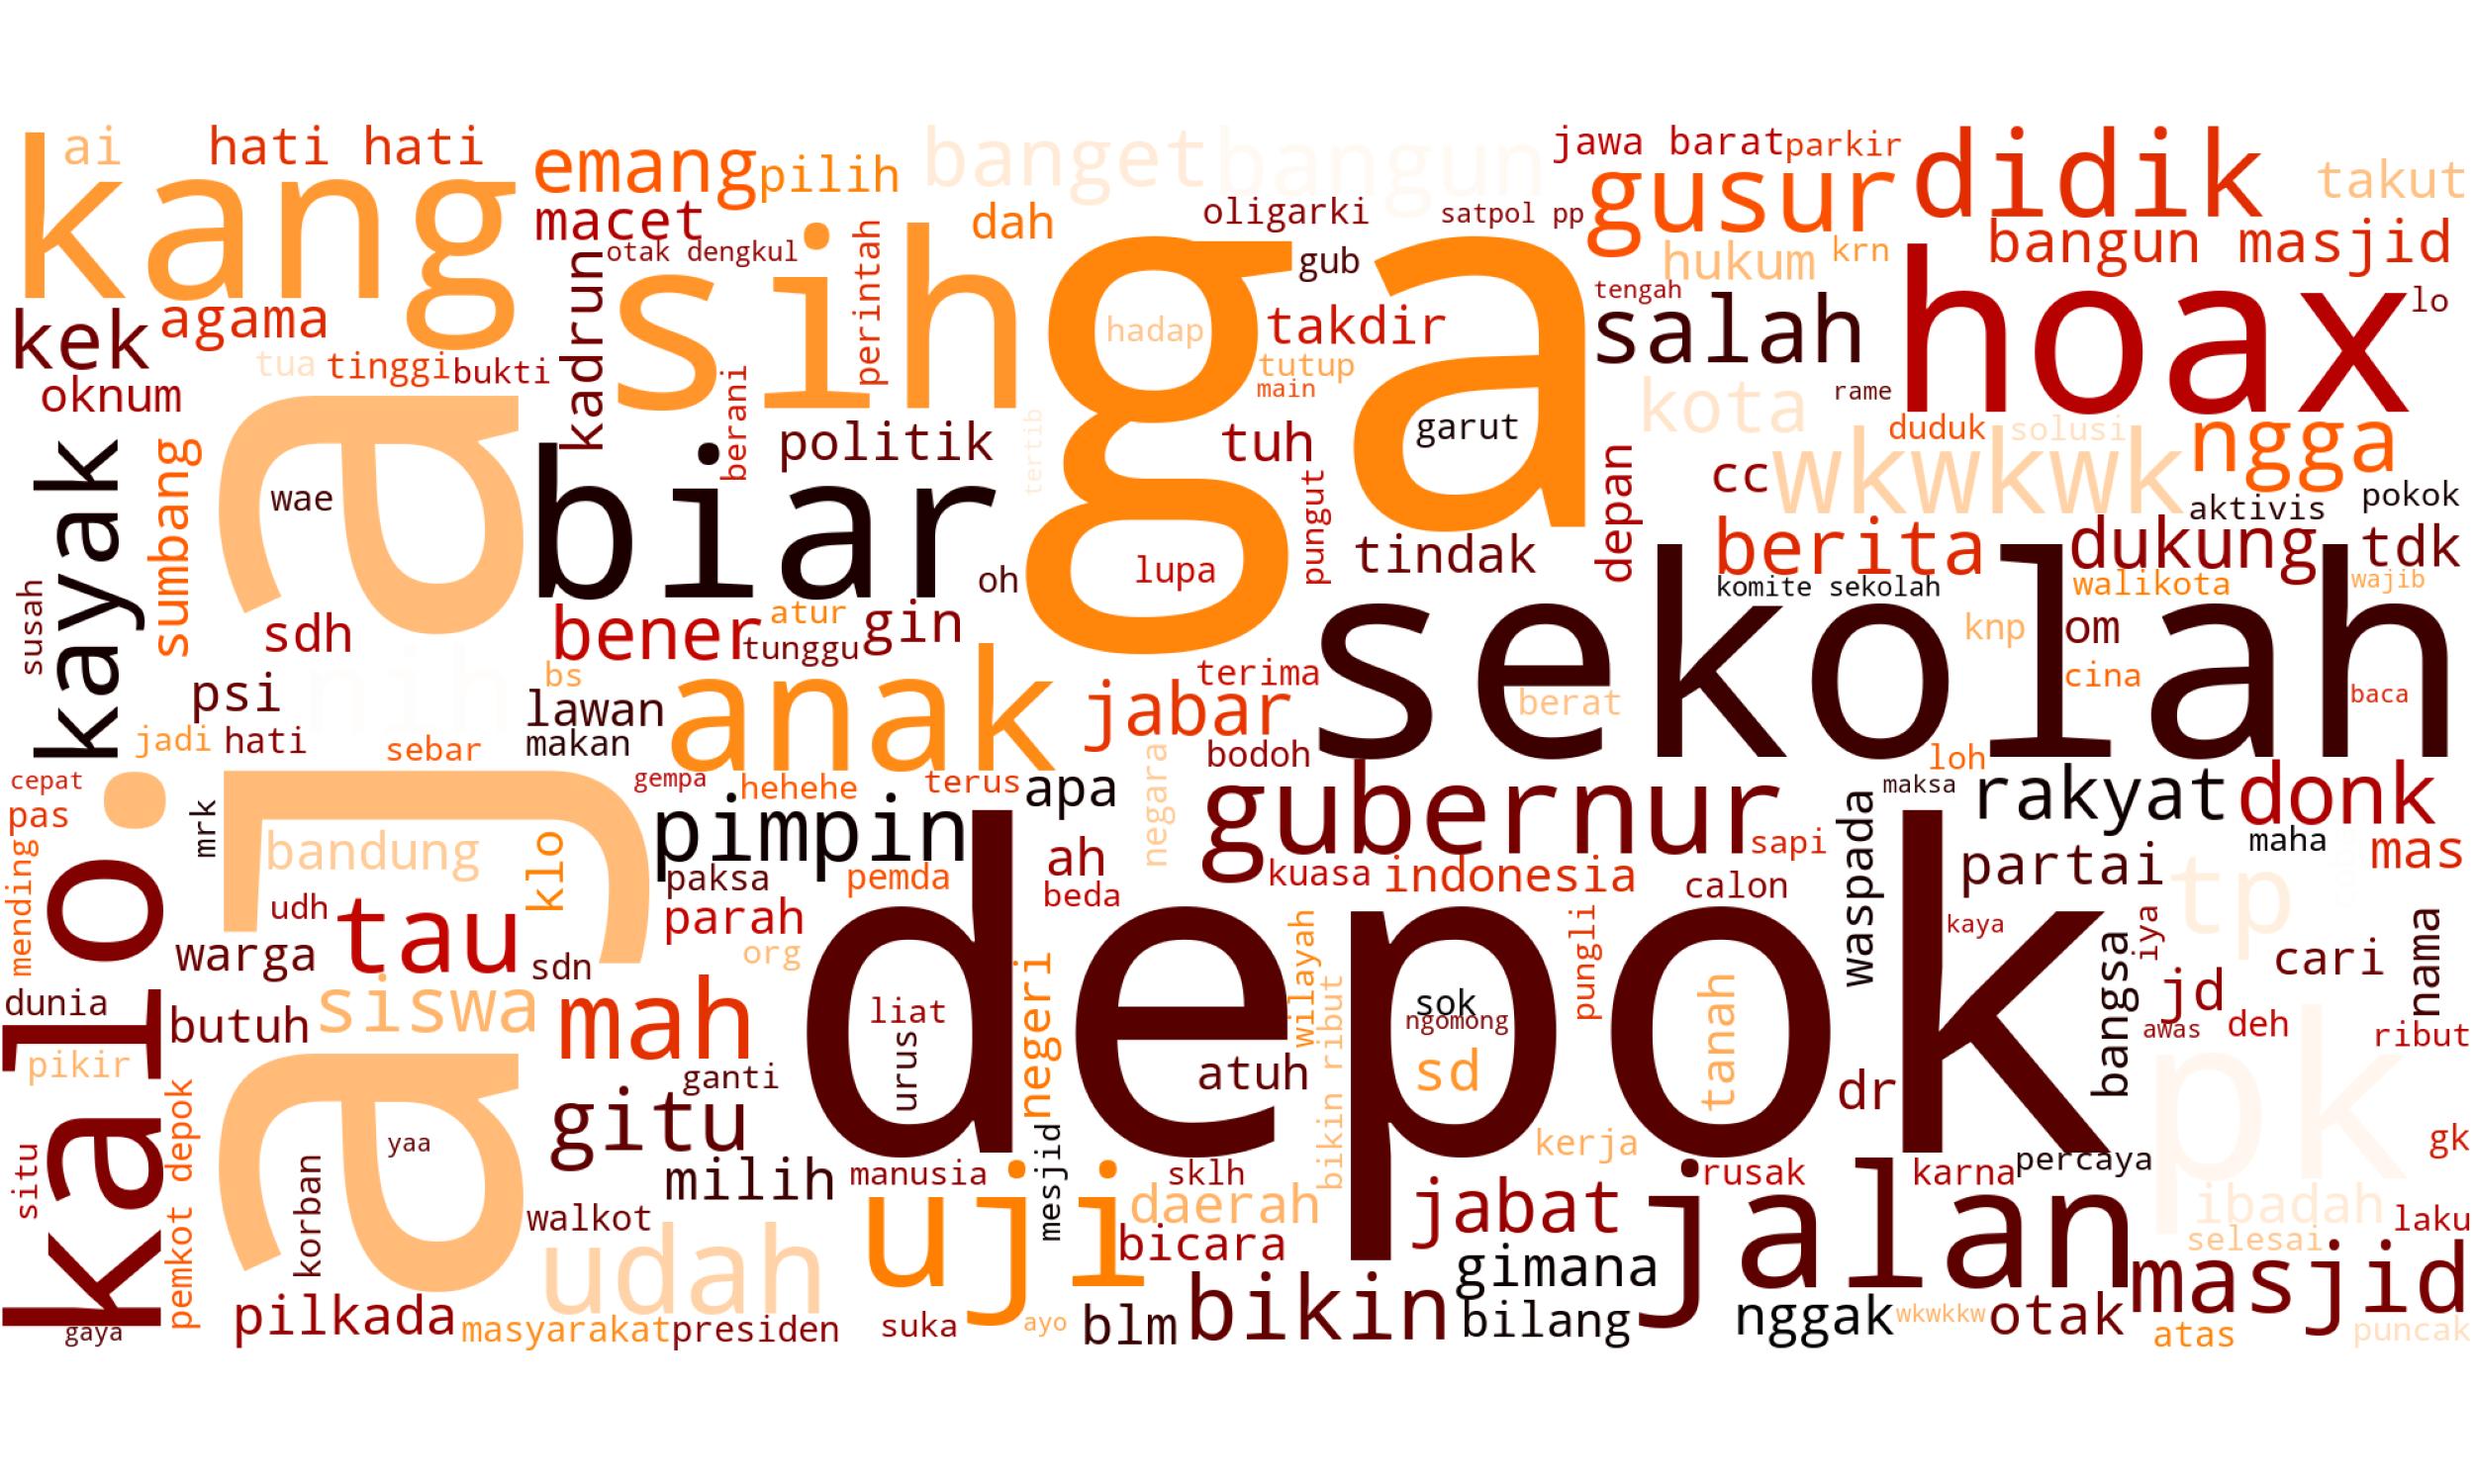 ai
hati hati
kang
emang
pilih
banget
bangun
jawa barat
parkir
didik
takut
macet
otak dengkul
perintah
dah
oligarki
satpol pp
gusur
bangun masjid
sih
ga
gub
hukum
krn
kek
agama
kadrun
hadap
takdir
tengah
salah
hoax
lo
tua
tinggi
bukti
tutup
main
oknum
berani
kota
rame
kayak
sumbang
aja
wae
biar
politik
tertib
tuh
garut
duduk
solusi
ngga
pungut
depan
cc
wkwkwk
aktivis
pokok
oh
lupa
tindak
berita
dukung
tdk
susah
sdh
bener
atur
gin
tunggu
komite sekolah
walikota
wajib
sekolah
knp
om
psi
nih
bs
lawan
anak
jabar
terima
berat
cina
baca
jadi
hati
sebar
makan
bodoh
negara
loh
cepat
pas
gempa
hehehe
terus
apa
gubernur
maksa
rakyat
donk
kalo
mrk
bandung
klo
pimpin
ah
sapi
waspada
maha
mas
mending
paksa
pemda
kuasa
indonesia
calon
partai
udh
tau
parah
beda
depok
kaya
tp
warga
sdn
org
wilayah
pungli
bangsa
iya
cari
nama
dunia
butuh
siswa
mah
liat
negeri
bikin ribut
sok
ngomong
tanah
jd
awas
deh
ribut
pikir
pemkot depok
ganti
urus
atuh
sd
dr
pk
situ
yaa
gitu
mesjid
kerja
gk
korban
milih
manusia
sklh
rusak
karna
percaya
walkot
udah
uji
daerah
jabat
jalan
ibadah
laku
bicara
gimana
selesai
masjid
gaya
pilkada
masyarakat
presiden
suka
ayo
blm
bikin
bilang
nggak
wkwkkw
otak
atas
puncak